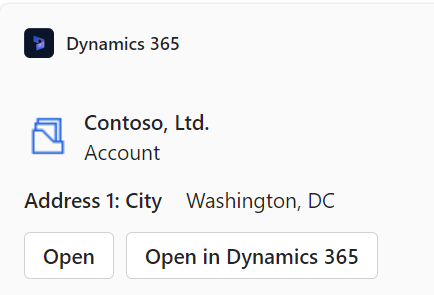 Dynamics 365
Contoso, Ltd.
Account
Address 1: City Washington, DC
Open Open in Dynamics 365